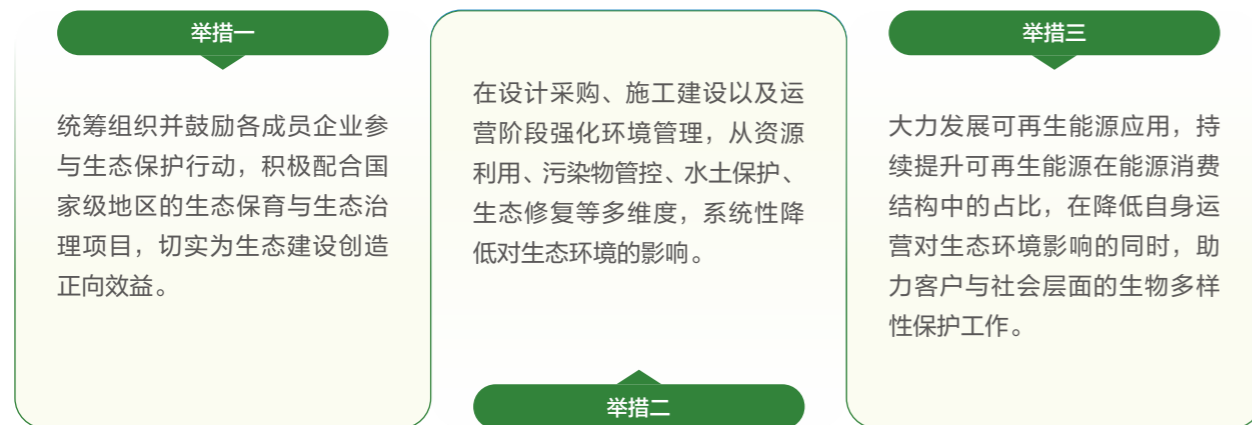 举措一
统筹组织并鼓励各成员企业参
与生态保护行动，积极配合国
家级地区的生态保育与生态治
理项目，切实为生态建设创造
正向效益。
在设计采购、施工建设以及运
营阶段强化环境管理，从资源
利用、污染物管控、水土保护、
生态修复等多维度，系统性降
低对生态环境的影响。
举措二
举措三
大力发展可再生能源应用，持
续提升可再生能源在能源消费
结构中的占比，在降低自身运
营对生态环境影响的同时，助
力客户与社会层面的生物多样
性保护工作。